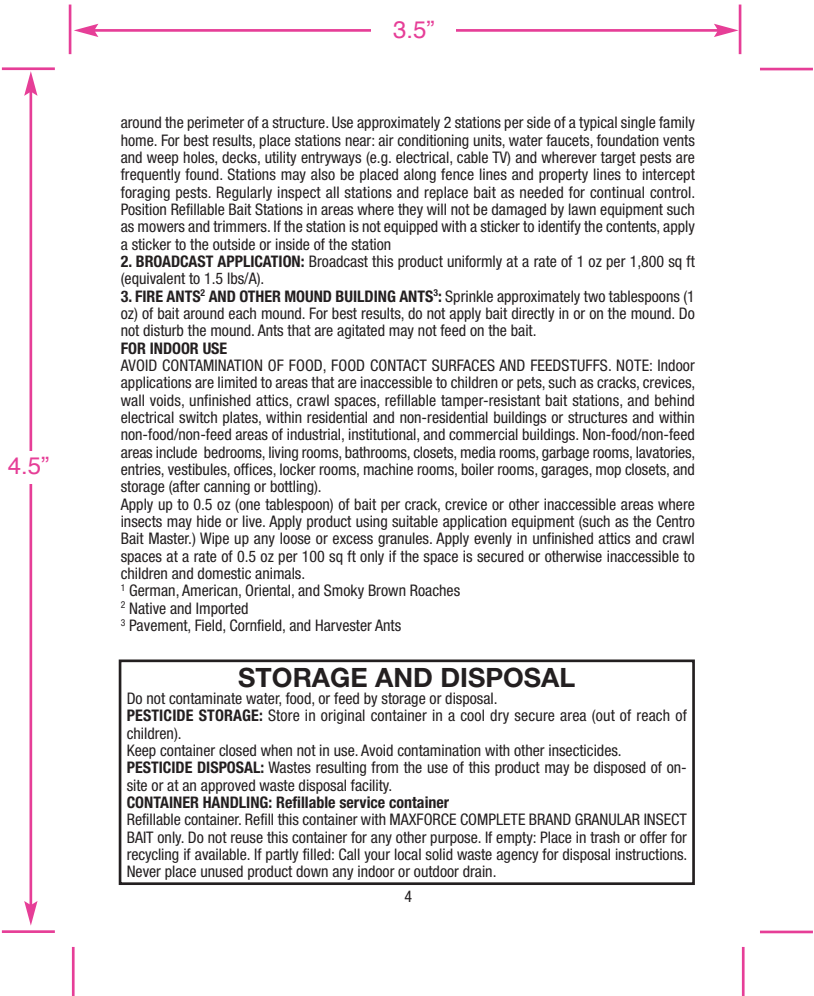 3.5”
around the perimeter of a structure. Use approximately 2 stations per side of a typical single family
home. For best results, place stations near: air conditioning units, water faucets, foundation vents
and weep holes, decks, utility entryways (e.g. electrical, cable TV) and wherever target pests are
frequently found. Stations may also be placed along fence lines and property lines to intercept
foraging pests. Regularly inspect all stations and replace bait as needed for continual control.
Position Refillable Bait Stations in areas where they will not be damaged by lawn equipment such
as mowers and trimmers. If the station is not equipped with a sticker to identify the contents, apply
a sticker to the outside or inside of the station
2. BROADCAST APPLICATION: Broadcast this product uniformly at a rate of 1 oz per 1,800 sq ft
(equivalent to 1.5 lbs/A).
3. FIRE ANTS² AND OTHER MOUND BUILDING ANTS³: Sprinkle approximately two tablespoons (1
oz) of bait around each mound. For best results, do not apply bait directly in or on the mound. Do
not disturb the mound. Ants that are agitated may not feed on the bait.
FOR INDOOR USE
AVOID CONTAMINATION OF FOOD, FOOD CONTACT SURFACES AND FEEDSTUFFS. NOTE: Indoor
applications are limited to areas that are inaccessible to children or pets, such as cracks, crevices,
wall voids, unfinished attics, crawl spaces, refillable tamper-resistant bait stations, and behind
electrical switch plates, within residential and non-residential buildings or structures and within
non-food/non-feed areas of industrial, institutional, and commercial buildings. Non-food/non-feed
areas include bedrooms, living rooms, bathrooms, closets, media rooms, garbage rooms, lavatories,
entries, vestibules, offices, locker rooms, machine rooms, boiler rooms, garages, mop closets, and
storage (after canning or bottling).
4.5”
Apply up to 0.5 oz (one tablespoon) of bait per crack, crevice or other inaccessible areas where
insects may hide or live. Apply product using suitable application equipment (such as the Centro
Bait Master.) Wipe up any loose or excess granules. Apply evenly in unfinished attics and crawl
spaces at a rate of 0.5 oz per 100 sq ft only if the space is secured or otherwise inaccessible to
children and domestic animals.
¹ German, American, Oriental, and Smoky Brown Roaches
² Native and Imported
³ Pavement, Field, Cornfield, and Harvester Ants
STORAGE AND DISPOSAL
Do not contaminate water, food, or feed by storage or disposal.
PESTICIDE STORAGE: Store in original container in a cool dry secure area (out of reach of
children).
Keep container closed when not in use. Avoid contamination with other insecticides.
PESTICIDE DISPOSAL: Wastes resulting from the use of this product may be disposed of on-
site or at an approved waste disposal facility.
CONTAINER HANDLING: Refillable service container
Refillable container. Refill this container with MAXFORCE COMPLETE BRAND GRANULAR INSECT
BAIT only. Do not reuse this container for any other purpose. If empty: Place in trash or offer for
recycling if available. If partly filled: Call your local solid waste agency for disposal instructions.
Never place unused product down any indoor or outdoor drain.
4